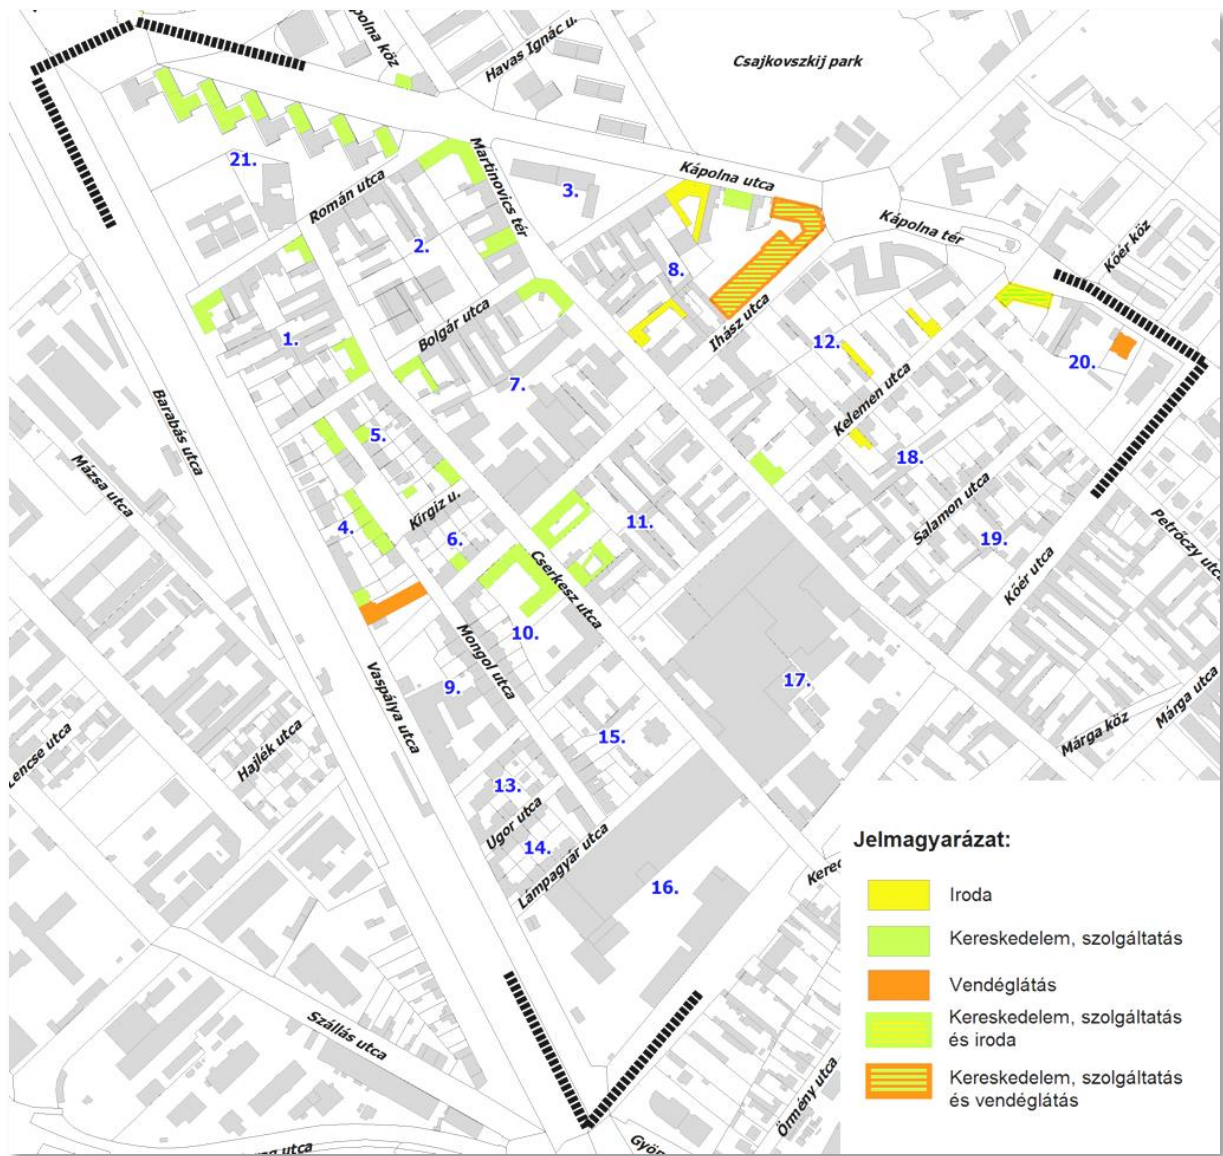 Kápolna köz
Havas Ignác u.
Csajkovszkij park
Martinovics tér
Kápolna utca
Román utca
21.
3.
2.
8.
Kápolna tér
Kőér köz
Bolgár utca
Ihász utca
1.
12.
20.
7.
Barabás utca
Kelemen utca
5.
Mázsa utca
18.
Salamon utca
4.
Kirgiz u.
6.
11.
19.
Kőér utca
Petrőczy utca
Cserkesz utca
10.
Mongol utca
9.
17.
Vaspálya utca
15.
Márga köz
Márga utca
Lencse utca
Hajlék utca
13.
Ugor utca
14.
Lámpagyár utca
16.
Szállás utca
Örmény utca
utca
Jelmagyarázat:
Iroda
Kereskedelem, szolgáltatás
Vendéglátás
Kereskedelem, szolgáltatás
és iroda
Kereskedelem, szolgáltatás
és vendéglátás